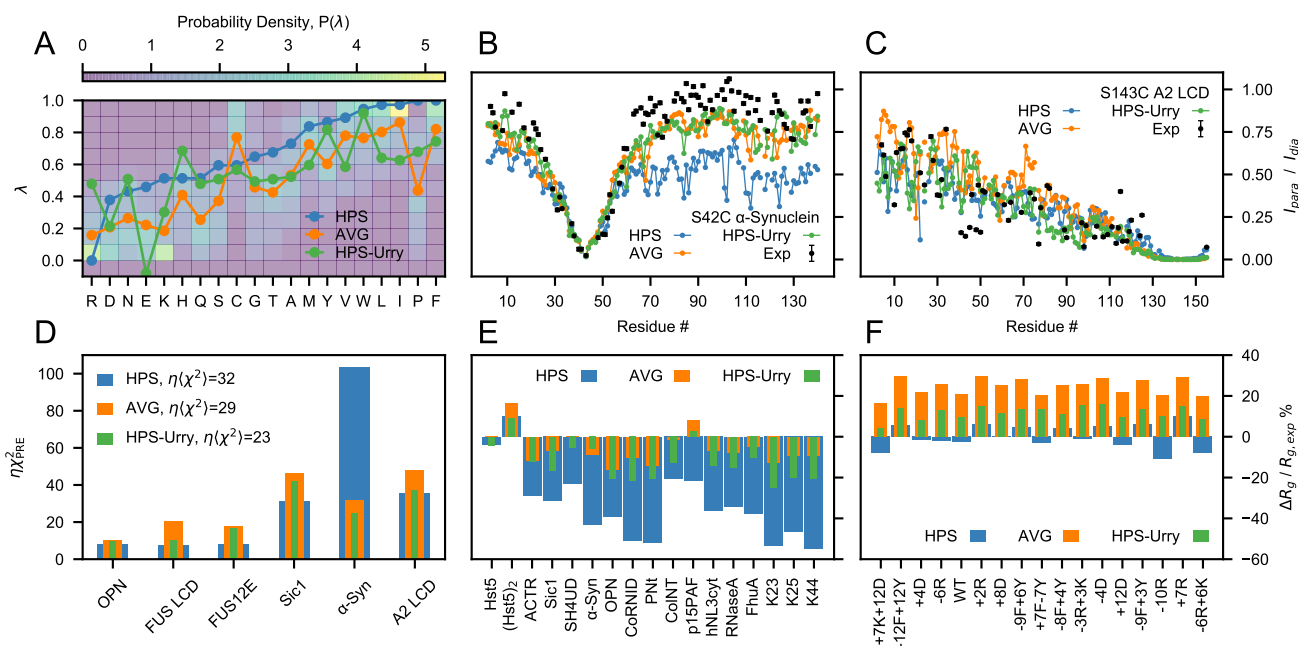 Probability Density, P(λ)
0 1 2 3 4 5
A
1.0
0.8
0.6
0.4
0.2
0.0
λ
HPS
AVG
HPS-Urry
R D N E K H Q S C G T A M Y V W L I P F
B
S42C α-Synuclein
HPS HPS-Urry
AVG Exp
10 30 50 70 90 110 130
Residue #
C
S143C A2 LCD
HPS HPS-Urry
AVG Exp
1.00
0.75
0.50
0.25
0.00
I_para / I_dia
10 30 50 70 90 110 130 150
Residue #
D
100
80
60
40
20
0
ηχ²_PRE
HPS, η⟨χ²⟩=32
AVG, η⟨χ²⟩=29
HPS-Urry, η⟨χ²⟩=23
OPN FUS LCD FUS12E Sic1 α-Syn A2 LCD
E
HPS AVG HPS-Urry
Hst5 (Hst5)₂ ACTR Sic1 SH4UD α-Syn OPN CoRNID PNt ColNT p15PAF hNL3cyt RNaseA FhuA K23 K25 K44
F
HPS AVG HPS-Urry
40
20
0
−20
−40
−60
ΔR_g / R_g,exp %
+7K+12D -12F+12Y +4D -6R WT +2R +8D -9F+6Y +7F-7Y -8F+4Y -3R+3K -4D +12D -9F+3Y -10R +7R -6R+6K